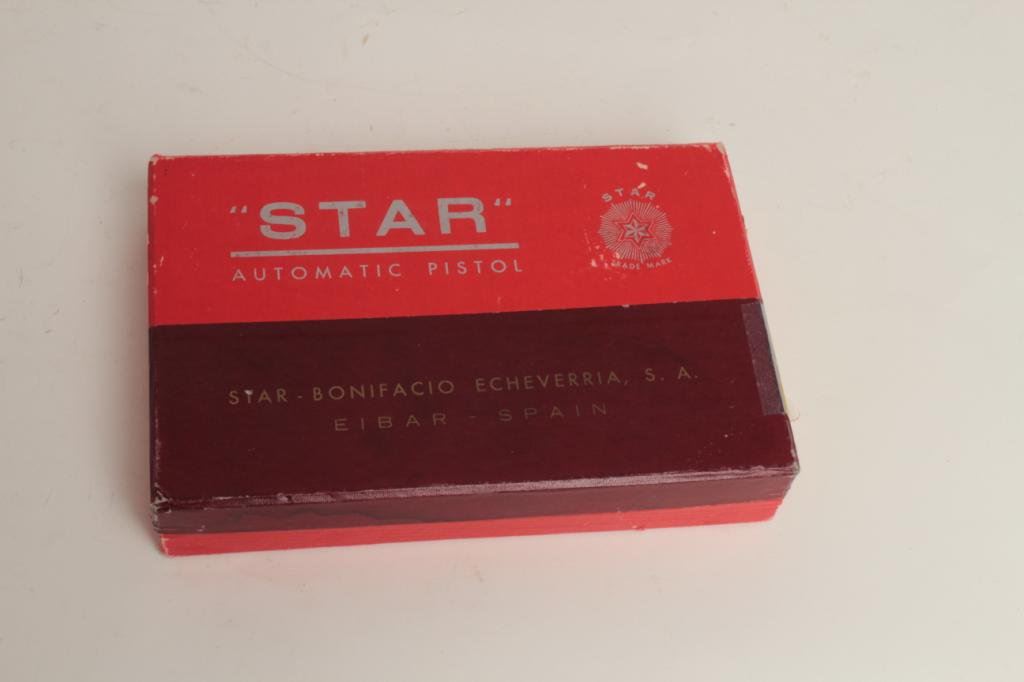 "STAR"
AUTOMATIC PISTOL
STAR
TRADE MARK
STAR - BONIFACIO ECHEVERRIA, S. A.
EIBAR - SPAIN